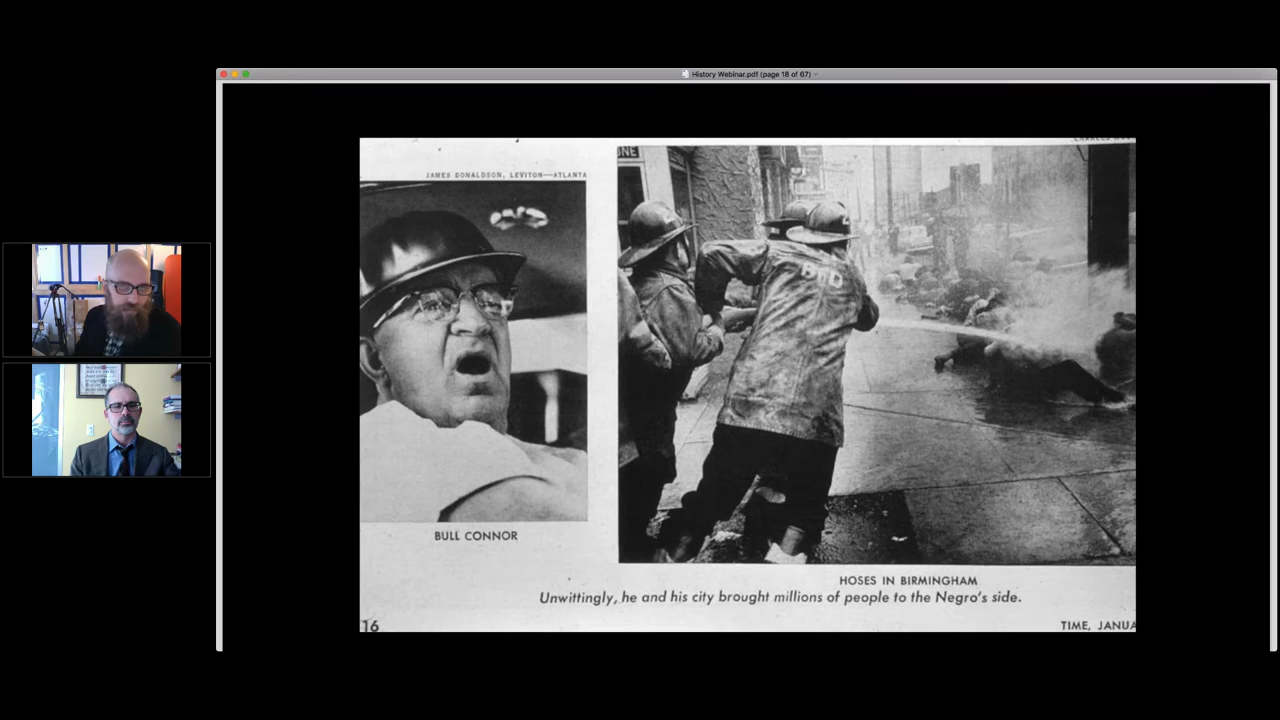 History Webinar.pdf (page 18 of 67)
JAMES DONALDSON, LEVITON—ATLANTA
BULL CONNOR
HOSES IN BIRMINGHAM
Unwittingly, he and his city brought millions of people to the Negro's side.
16
TIME, JANUA